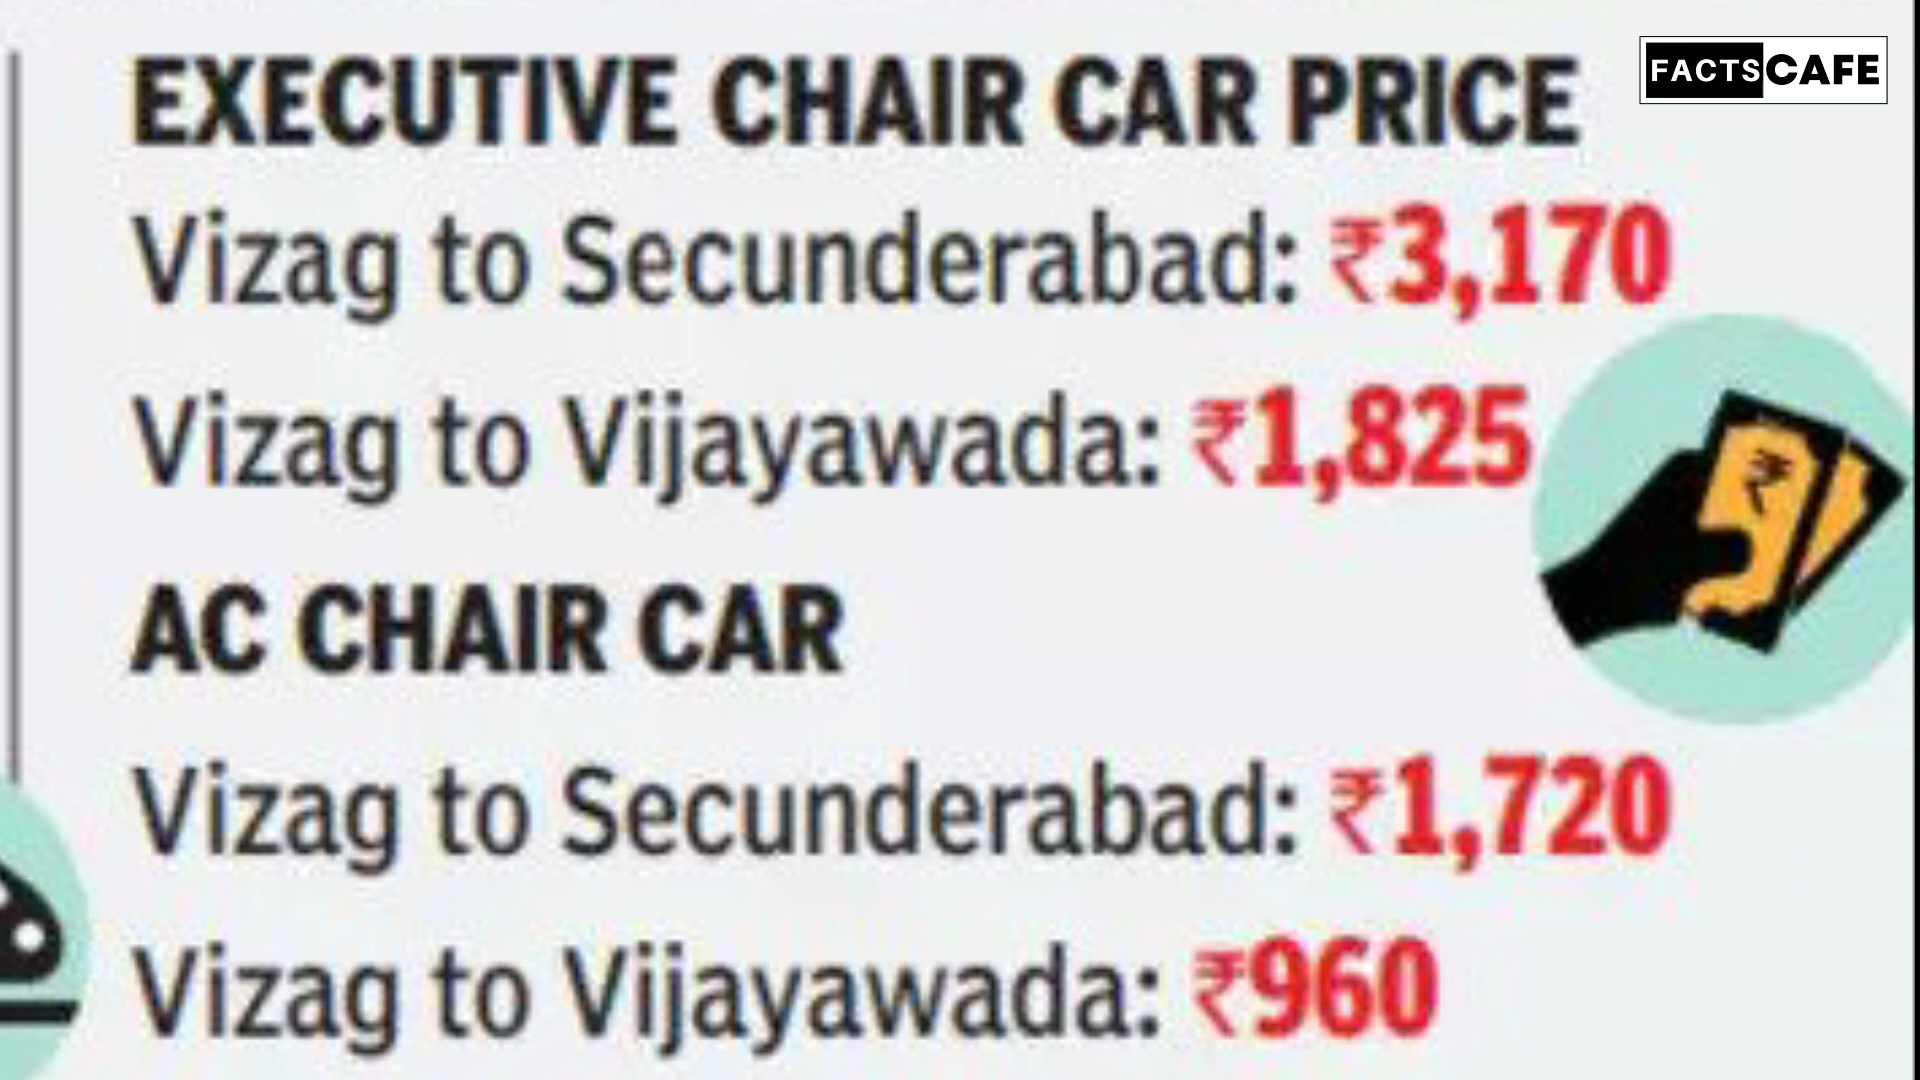 FACTSCAFE
EXECUTIVE CHAIR CAR PRICE
Vizag to Secunderabad: ₹3,170
Vizag to Vijayawada: ₹1,825
₹
AC CHAIR CAR
Vizag to Secunderabad: ₹1,720
Vizag to Vijayawada: ₹960